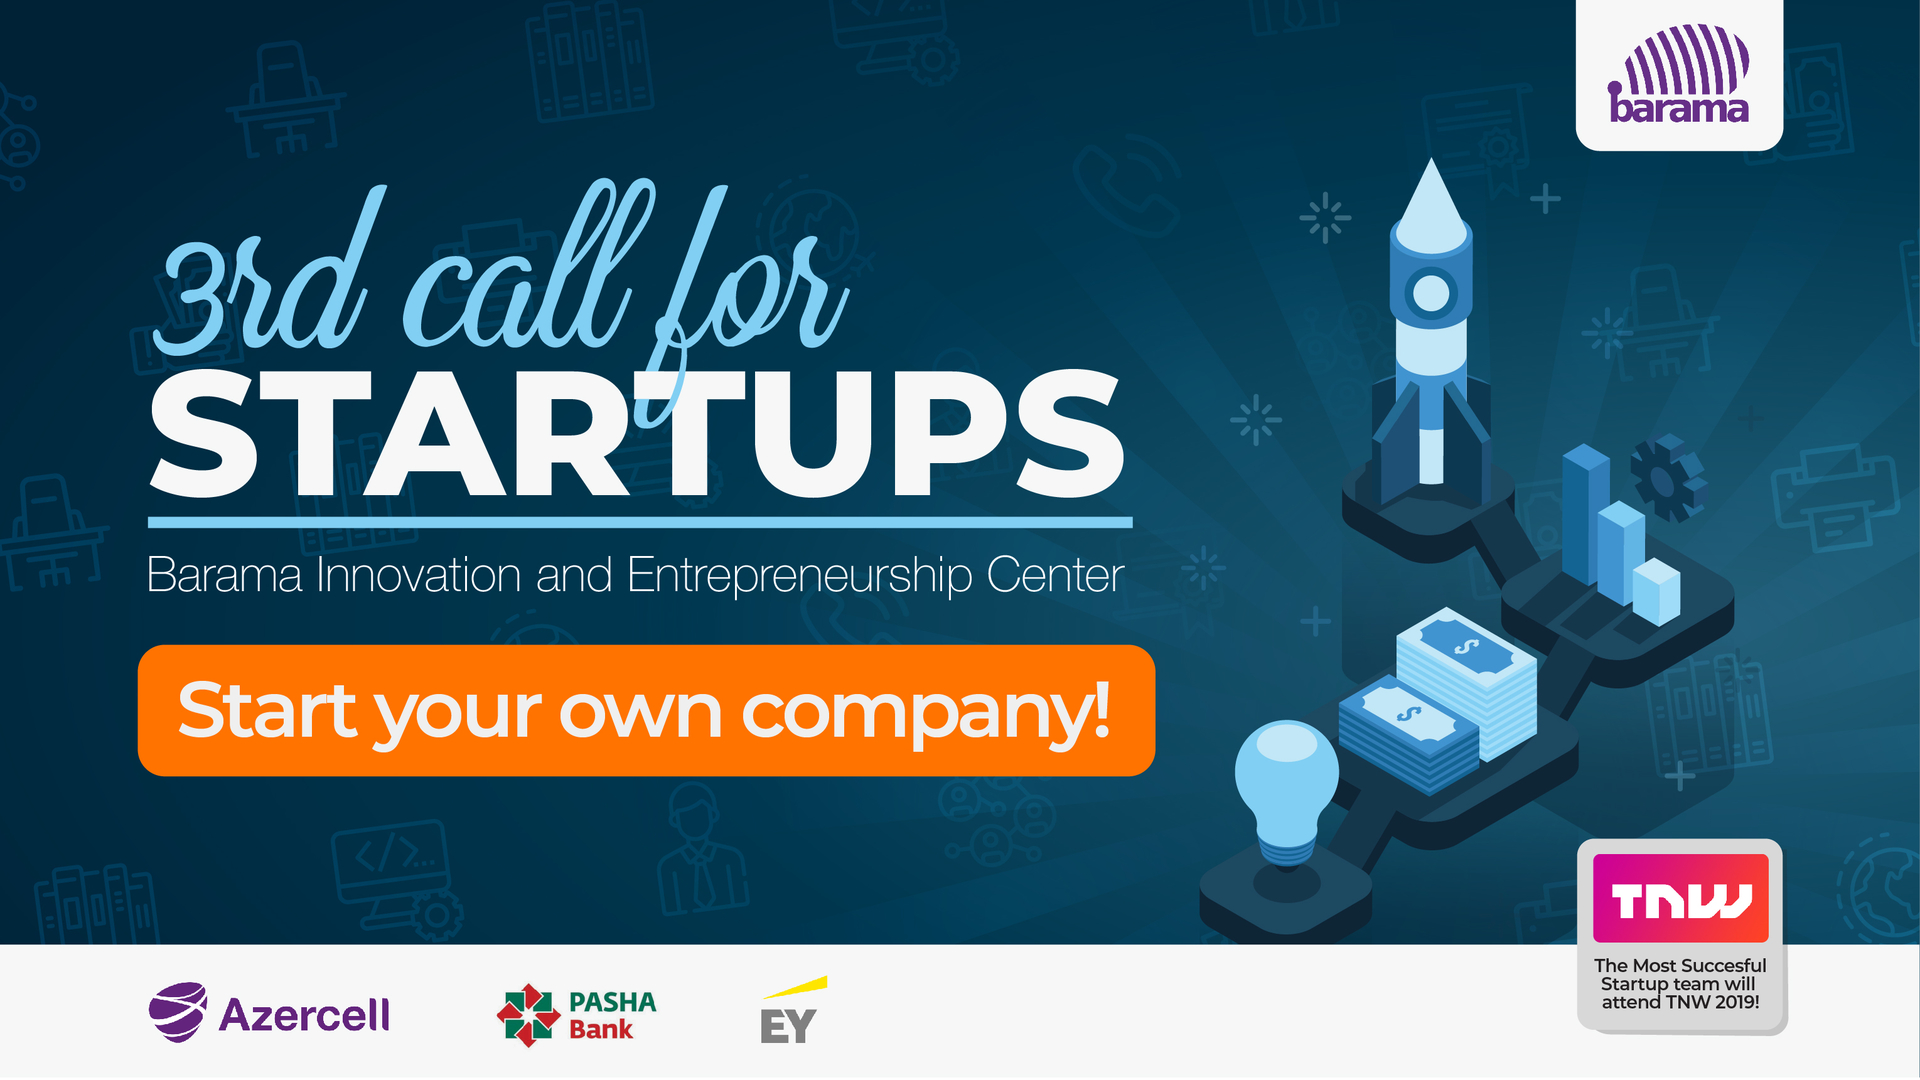 barama
3rd call for
STARTUPS
Barama Innovation and Entrepreneurship Center
Start your own company!
$
$
</>...
TNW
The Most Succesful
Startup team will
attend TNW 2019!
Azercell
PASHA
Bank
EY